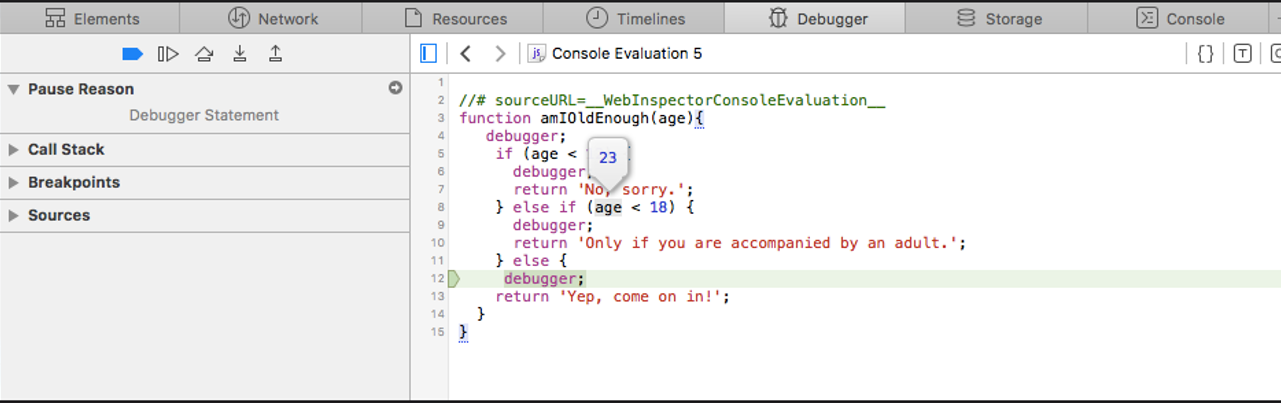 Elements Network Resources Timelines Debugger Storage Console
Console Evaluation 5
Pause Reason
Debugger Statement
Call Stack
Breakpoints
Sources
1
2 //# sourceURL=__WebInspectorConsoleEvaluation__
3 function amIOldEnough(age){
4 debugger;
5 if (age <
23
6 debugger;
7 return 'No, sorry.';
8 } else if (age < 18) {
9 debugger;
10 return 'Only if you are accompanied by an adult.';
11 } else {
12 debugger;
13 return 'Yep, come on in!';
14 }
15 }